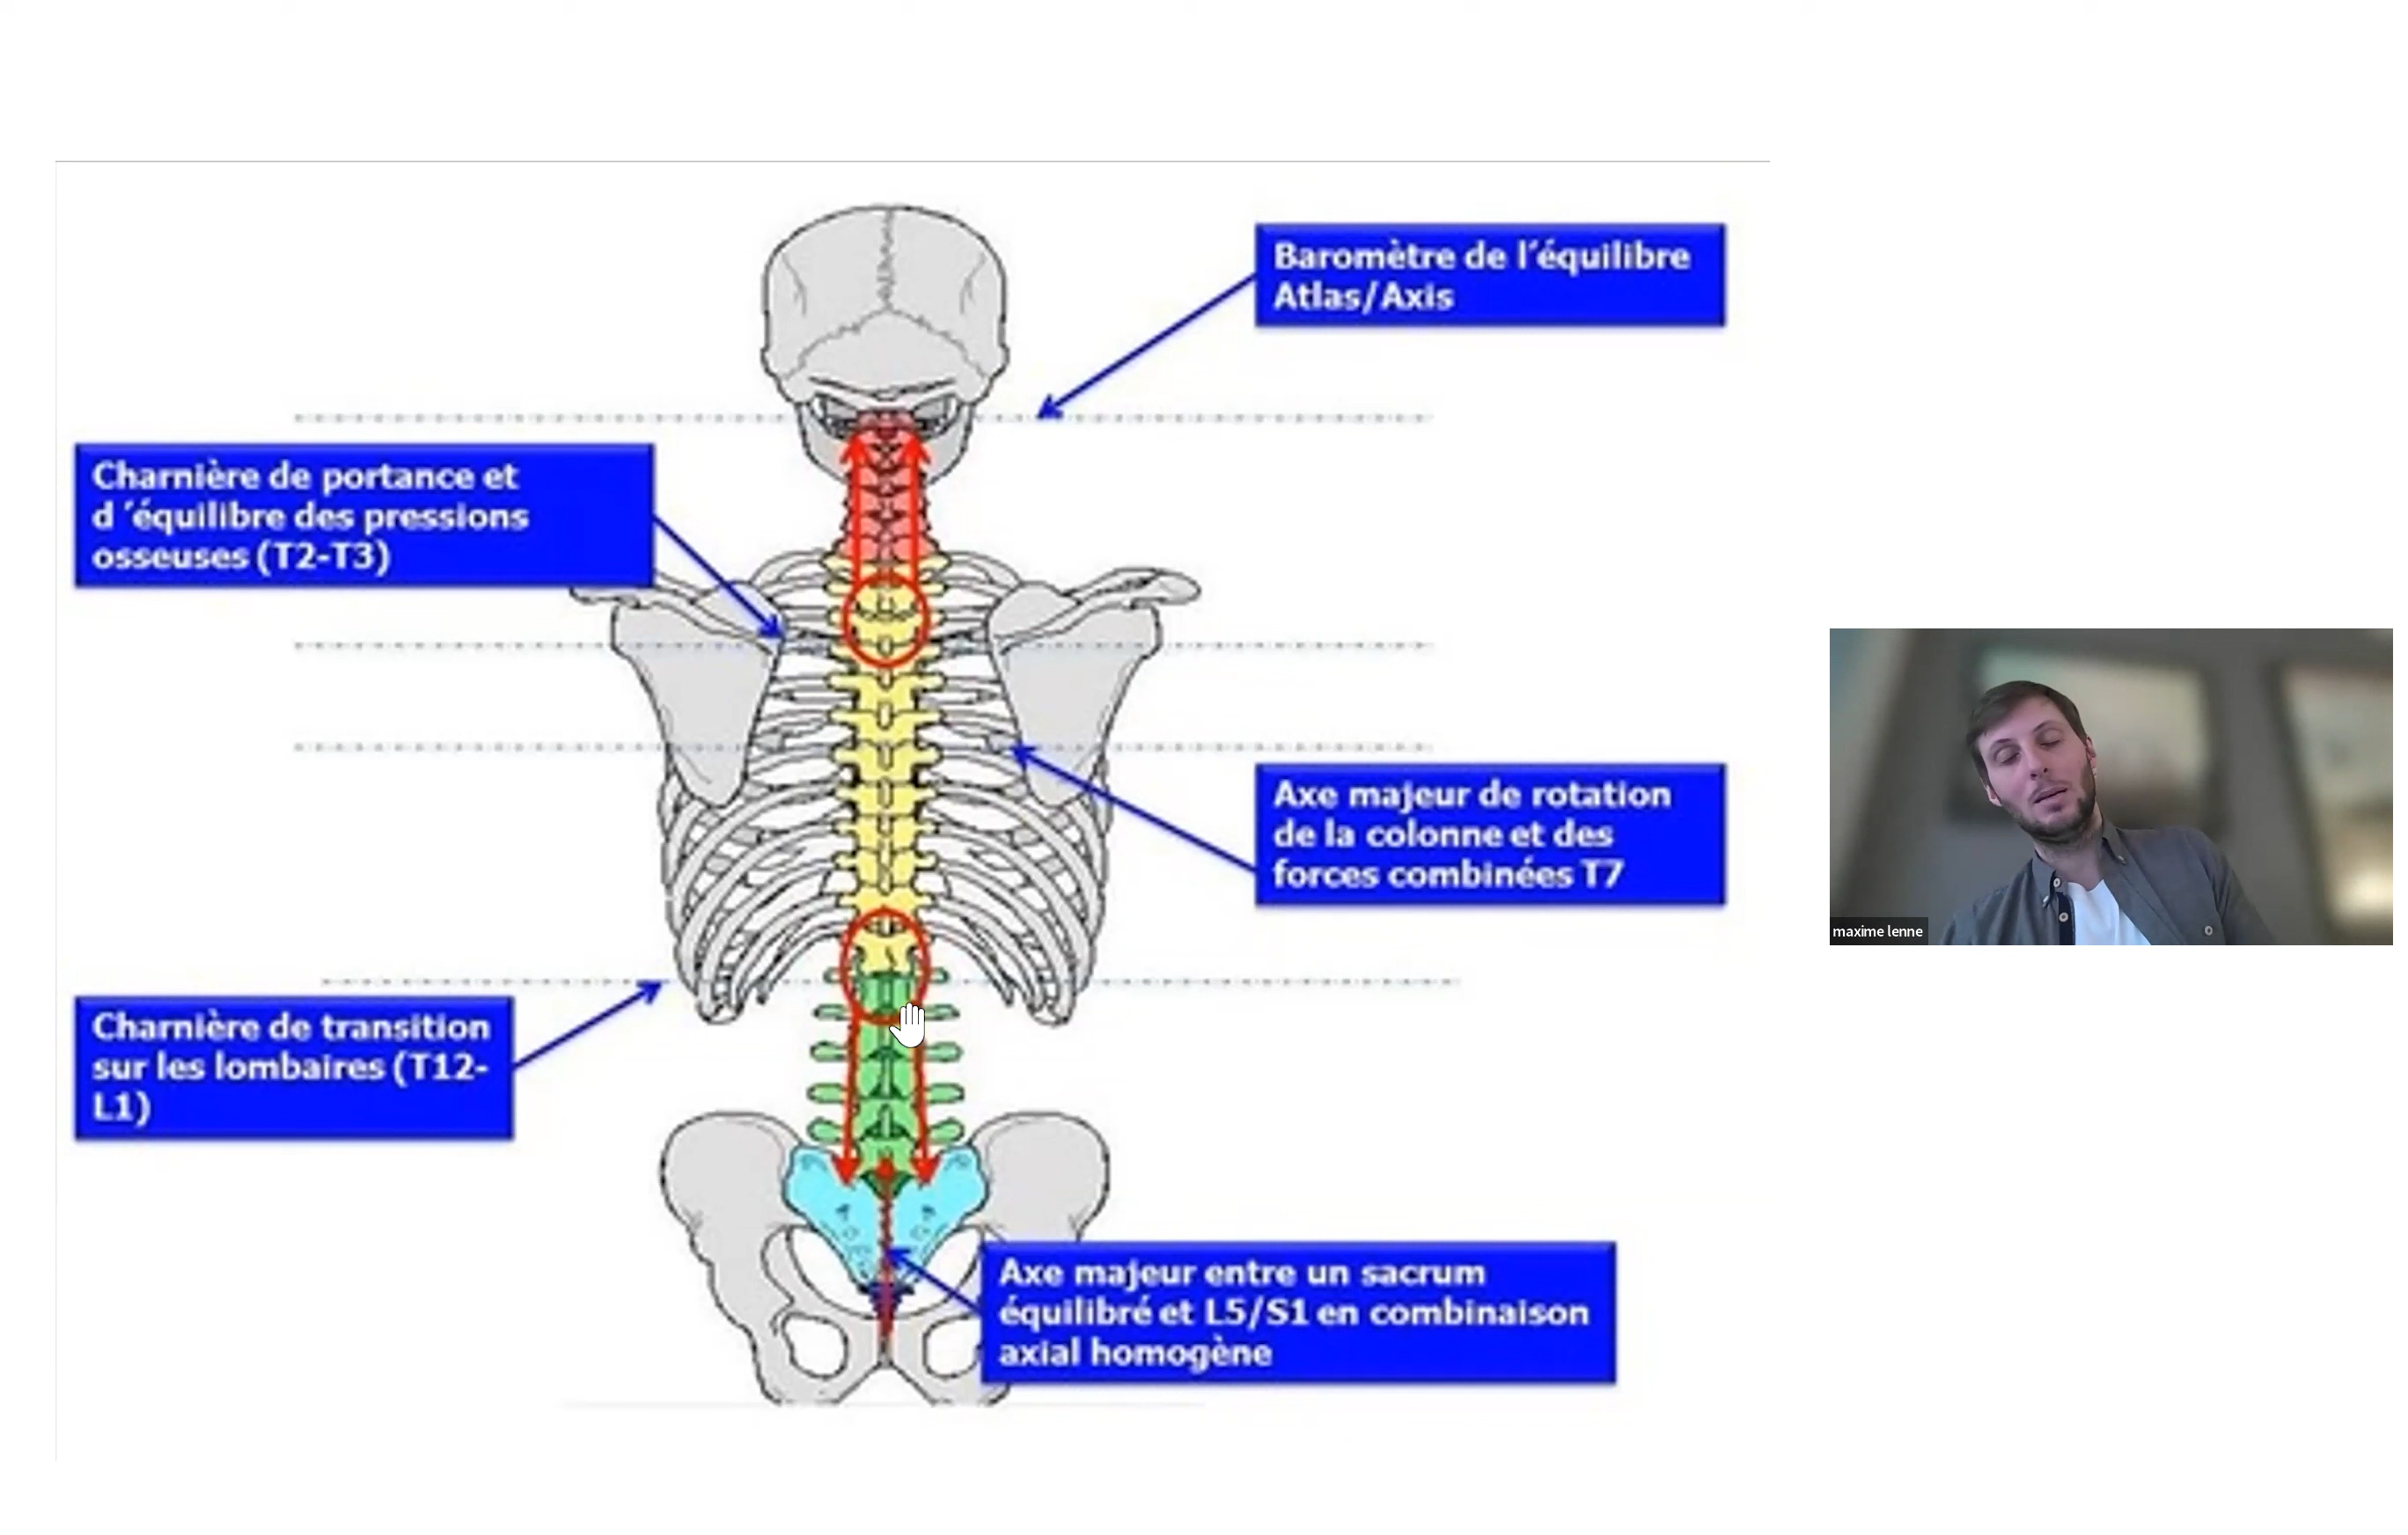 Baromètre de l'équilibre
Atlas/Axis
Charnière de portance et
d ’équilibre des pressions
osseuses (T2-T3)
Axe majeur de rotation
de la colonne et des
forces combinées T7
maxime lenne
Charnière de transition
sur les lombaires (T12-
L1)
Axe majeur entre un sacrum
équilibré et L5/S1 en combinaison
axial homogène